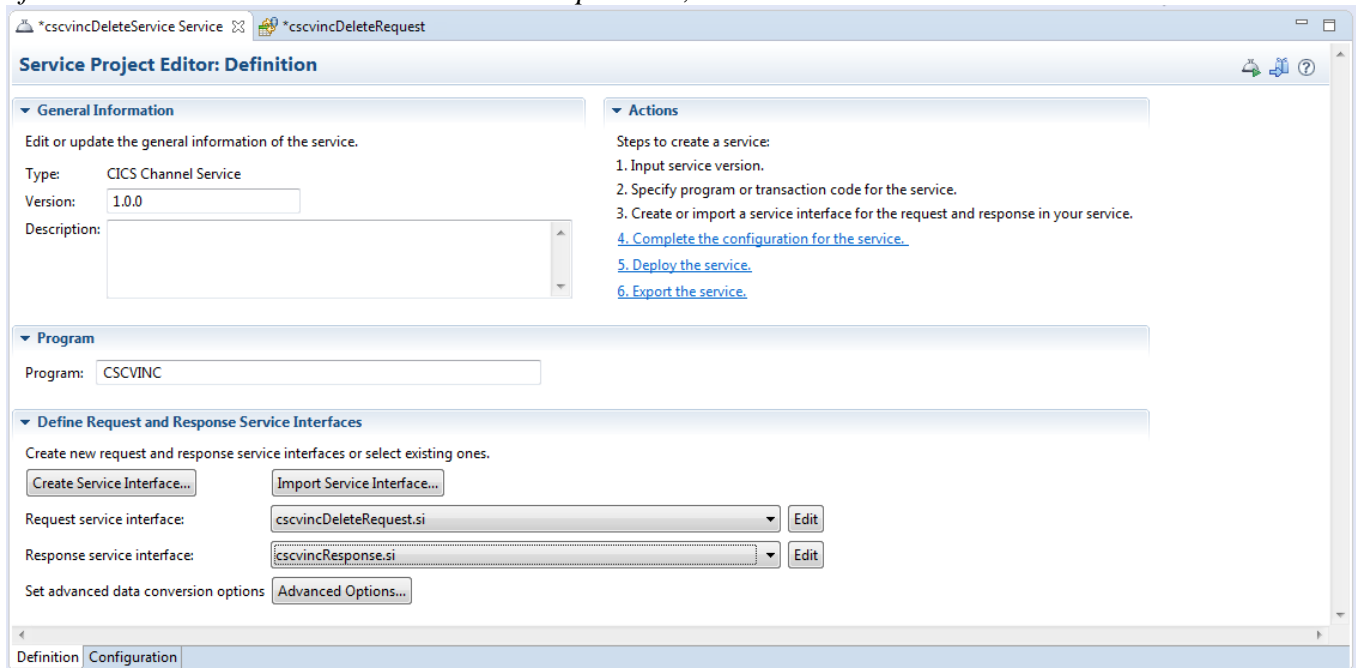 *cscvincDeleteService Service *cscvincDeleteRequest
Service Project Editor: Definition
General Information
Edit or update the general information of the service.
Type: CICS Channel Service
Version: 1.0.0
Description:
Actions
Steps to create a service:
1. Input service version.
2. Specify program or transaction code for the service.
3. Create or import a service interface for the request and response in your service.
4. Complete the configuration for the service.
5. Deploy the service.
6. Export the service.
Program
Program: CSCVINC
Define Request and Response Service Interfaces
Create new request and response service interfaces or select existing ones.
Create Service Interface... Import Service Interface...
Request service interface: cscvincDeleteRequest.si Edit
Response service interface: cscvincResponse.si Edit
Set advanced data conversion options Advanced Options...
Definition Configuration